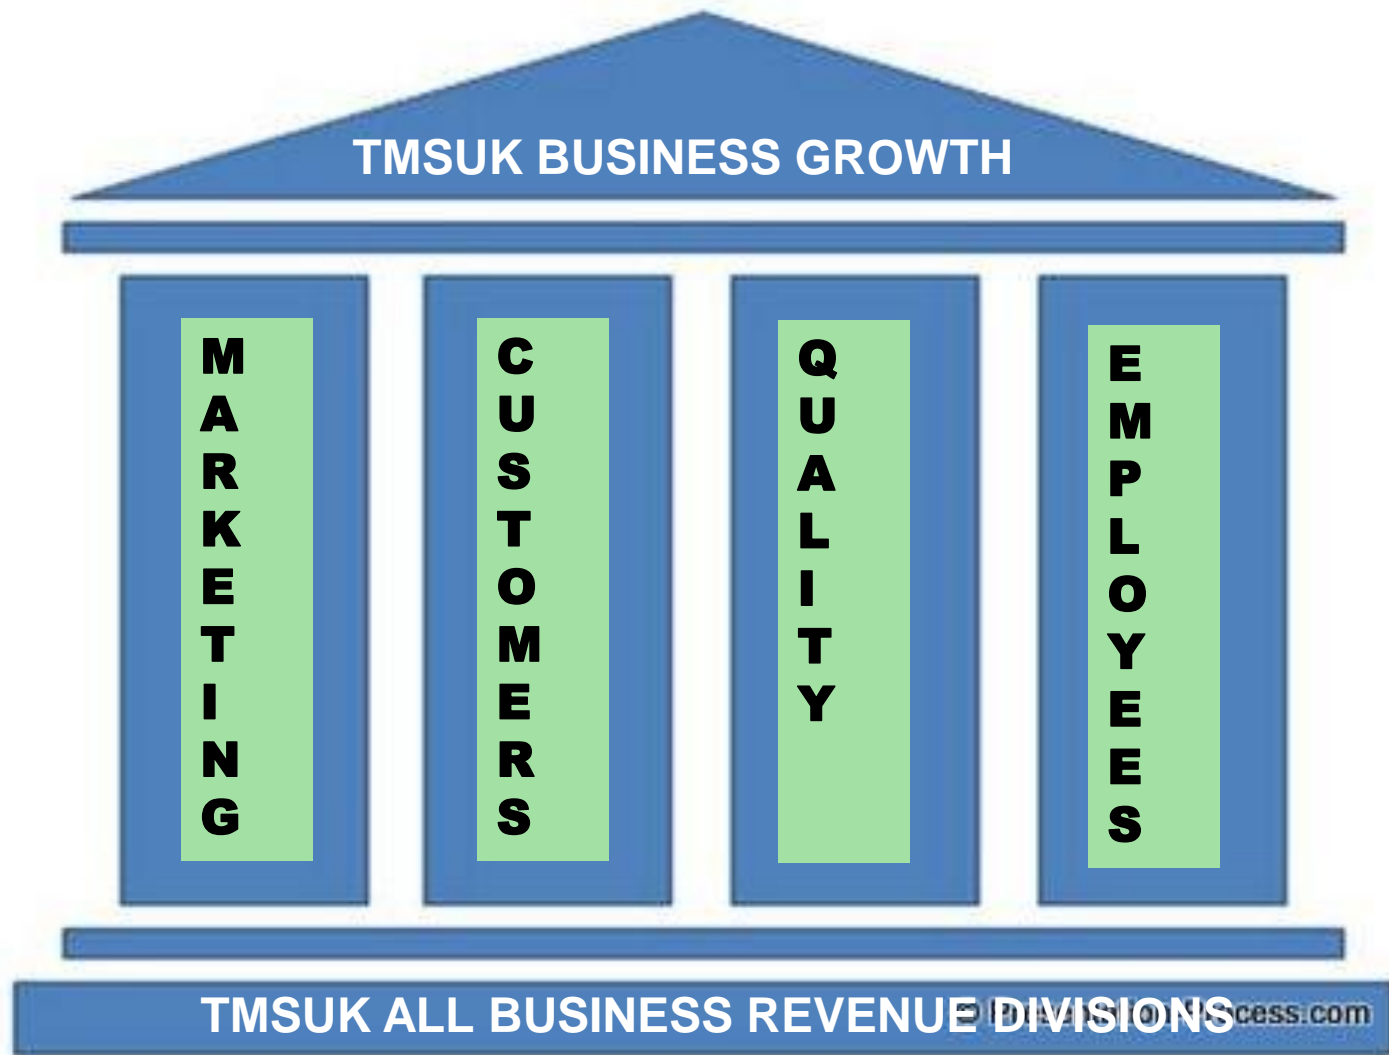 TMSUK BUSINESS GROWTH
MARKETING
CUSTOMERS
QUALITY
EMPLOYEES
TMSUK ALL BUSINESS REVENUE DIVISIONS